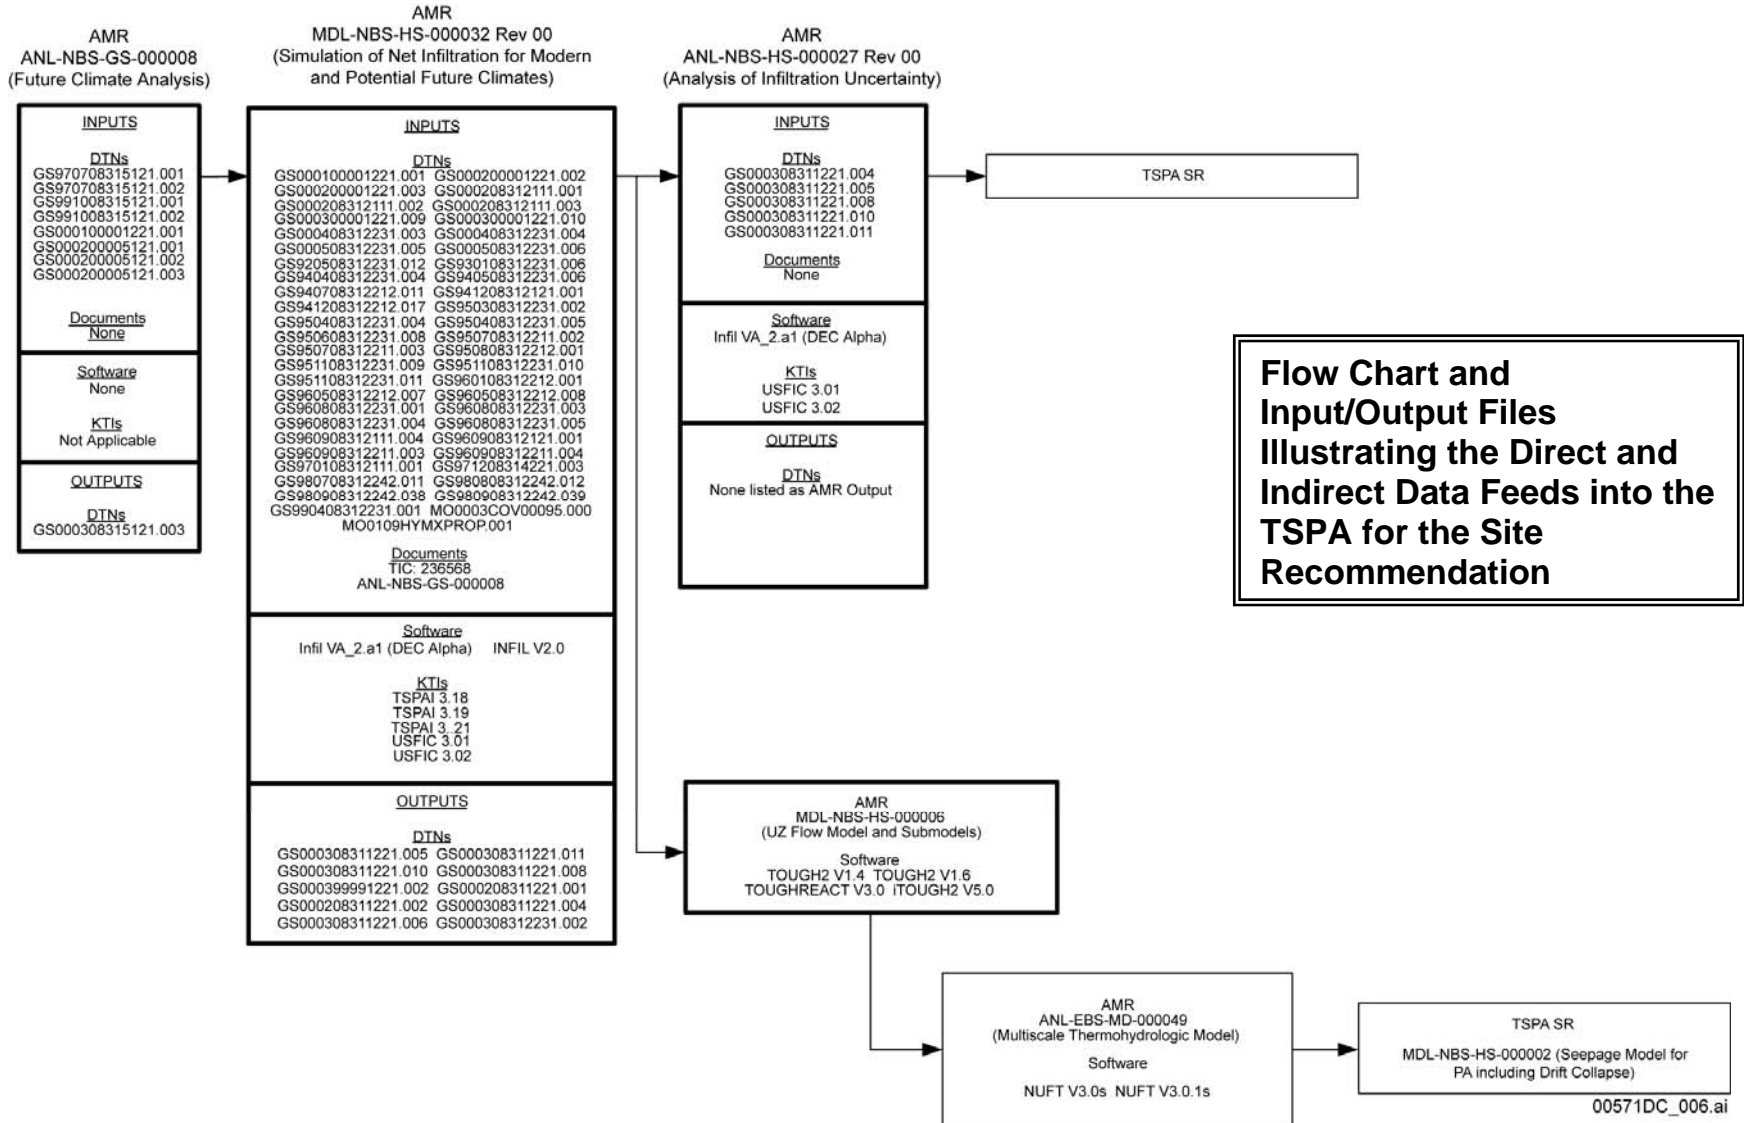 AMR
ANL-NBS-GS-000008
(Future Climate Analysis)
INPUTS
DTNs
GS970708315121.001
GS970708315121.002
GS991008315121.001
GS991008315121.002
GS000100001221.001
GS000200005121.001
GS000200005121.002
GS000200005121.003
Documents
None
Software
None
KTIs
Not Applicable
OUTPUTS
DTNs
GS000308315121.003
AMR
MDL-NBS-HS-000032 Rev 00
(Simulation of Net Infiltration for Modern
and Potential Future Climates)
INPUTS
DTNs
GS000100001221.001 GS000200001221.002
GS000200001221.003 GS000208312111.001
GS000208312111.002 GS000208312111.003
GS000300001221.009 GS000300001221.010
GS000408312231.003 GS000408312231.004
GS000508312231.005 GS000508312231.006
GS920508312231.012 GS930108312231.006
GS940408312231.004 GS940508312231.006
GS940708312212.011 GS941208312121.001
GS941208312212.017 GS950308312231.002
GS950408312231.004 GS950408312231.005
GS950608312231.008 GS950708312211.002
GS950708312211.003 GS950808312212.001
GS951108312231.009 GS951108312231.010
GS951108312231.011 GS960108312212.001
GS960508312212.007 GS960508312212.008
GS960808312231.001 GS960808312231.003
GS960808312231.004 GS960808312231.005
GS960908312111.004 GS960908312121.001
GS960908312211.003 GS960908312211.004
GS970108312111.001 GS971208314221.003
GS980708312242.011 GS980808312242.012
GS980908312242.038 GS980908312242.039
GS990408312231.001 MO0003COV00095.000
MO0109HYMXPROP.001
Documents
TIC: 236568
ANL-NBS-GS-000008
Software
Infil VA_2.a1 (DEC Alpha) INFIL V2.0
KTIs
TSPAI 3.18
TSPAI 3.19
TSPAI 3..21
USFIC 3.01
USFIC 3.02
OUTPUTS
DTNs
GS000308311221.005 GS000308311221.011
GS000308311221.010 GS000308311221.008
GS000399991221.002 GS000208311221.001
GS000208311221.002 GS000308311221.004
GS000308311221.006 GS000308312231.002
AMR
ANL-NBS-HS-000027 Rev 00
(Analysis of Infiltration Uncertainty)
INPUTS
DTNs
GS000308311221.004
GS000308311221.005
GS000308311221.008
GS000308311221.010
GS000308311221.011
Documents
None
Software
Infil VA_2.a1 (DEC Alpha)
KTIs
USFIC 3.01
USFIC 3.02
OUTPUTS
DTNs
None listed as AMR Output
TSPA SR
Flow Chart and
Input/Output Files
Illustrating the Direct and
Indirect Data Feeds into the
TSPA for the Site
Recommendation
AMR
MDL-NBS-HS-000006
(UZ Flow Model and Submodels)
Software
TOUGH2 V1.4 TOUGH2 V1.6
TOUGHREACT V3.0 iTOUGH2 V5.0
AMR
ANL-EBS-MD-000049
(Multiscale Thermohydrologic Model)
Software
NUFT V3.0s NUFT V3.0.1s
TSPA SR
MDL-NBS-HS-000002 (Seepage Model for
PA including Drift Collapse)
00571DC_006.ai